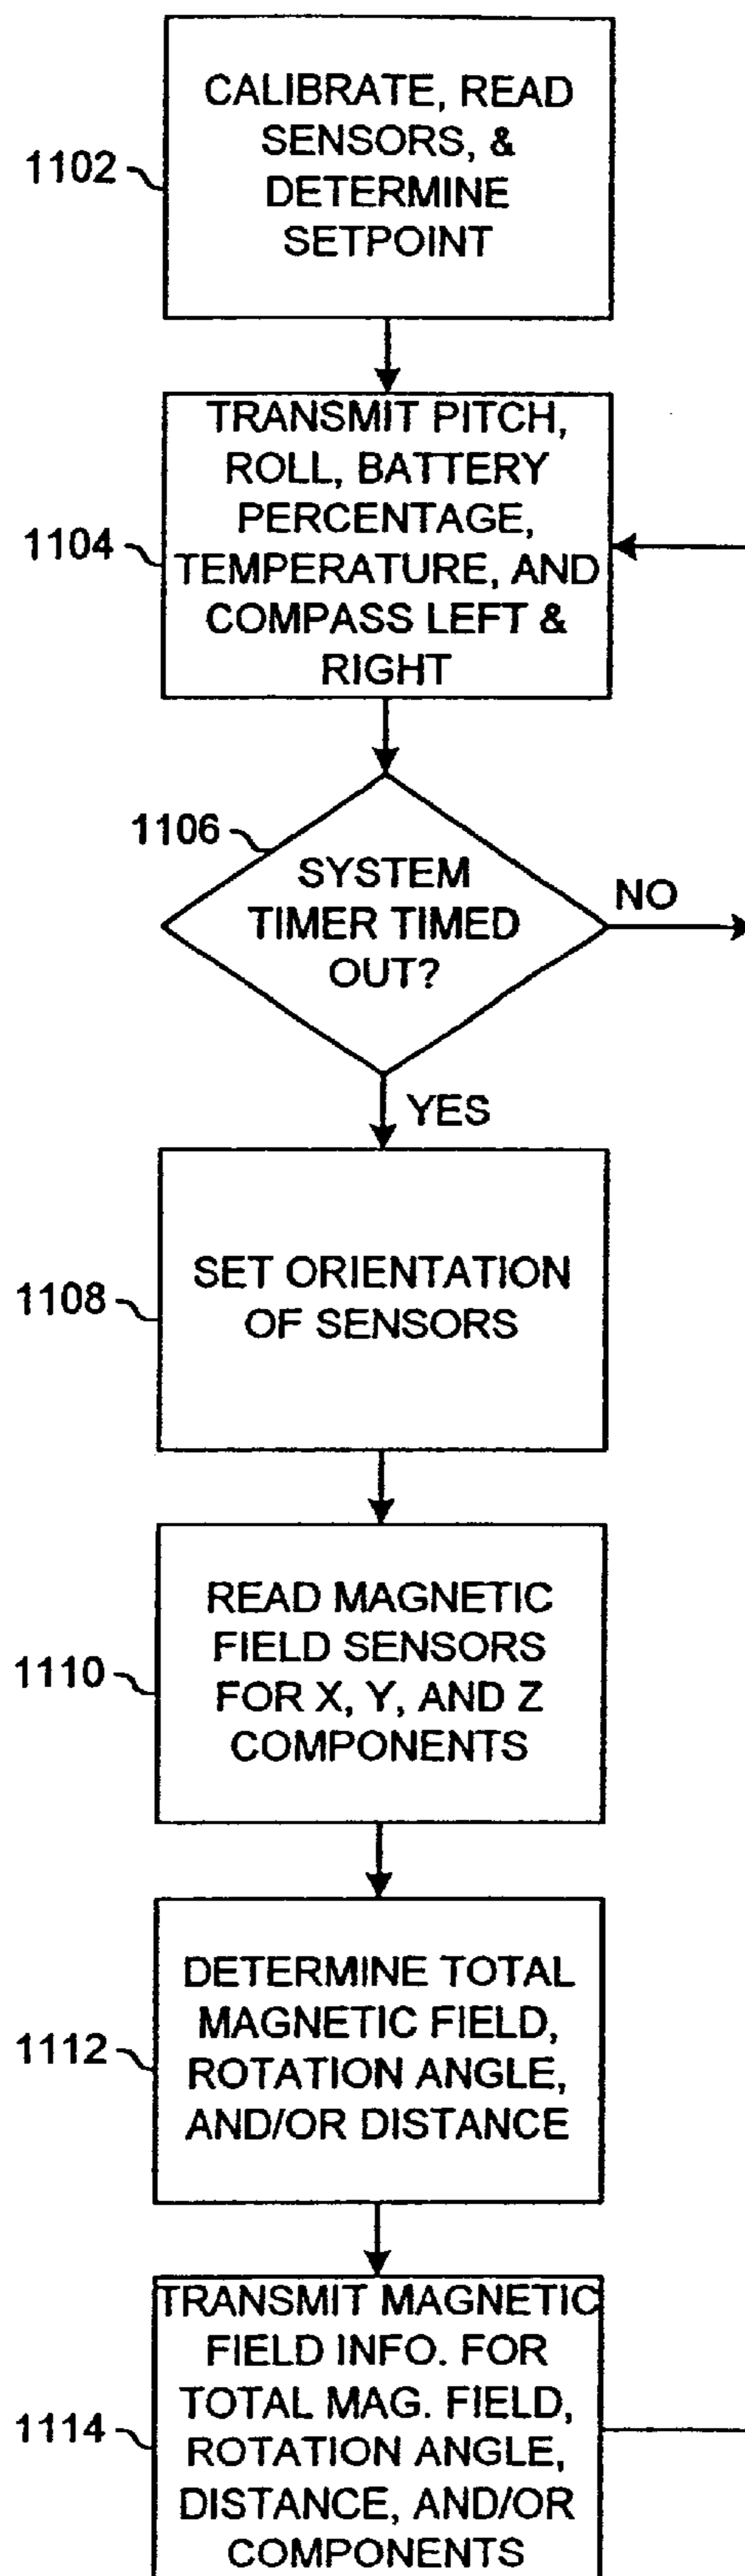 CALIBRATE, READ
SENSORS, &
DETERMINE
SETPOINT
1102
TRANSMIT PITCH,
ROLL, BATTERY
PERCENTAGE,
TEMPERATURE, AND
COMPASS LEFT &
RIGHT
1104
1106
SYSTEM
TIMER TIMED
OUT?
NO
YES
SET ORIENTATION
OF SENSORS
1108
READ MAGNETIC
FIELD SENSORS
FOR X, Y, AND Z
COMPONENTS
1110
DETERMINE TOTAL
MAGNETIC FIELD,
ROTATION ANGLE,
AND/OR DISTANCE
1112
TRANSMIT MAGNETIC
FIELD INFO. FOR
TOTAL MAG. FIELD,
ROTATION ANGLE,
DISTANCE, AND/OR
COMPONENTS
1114